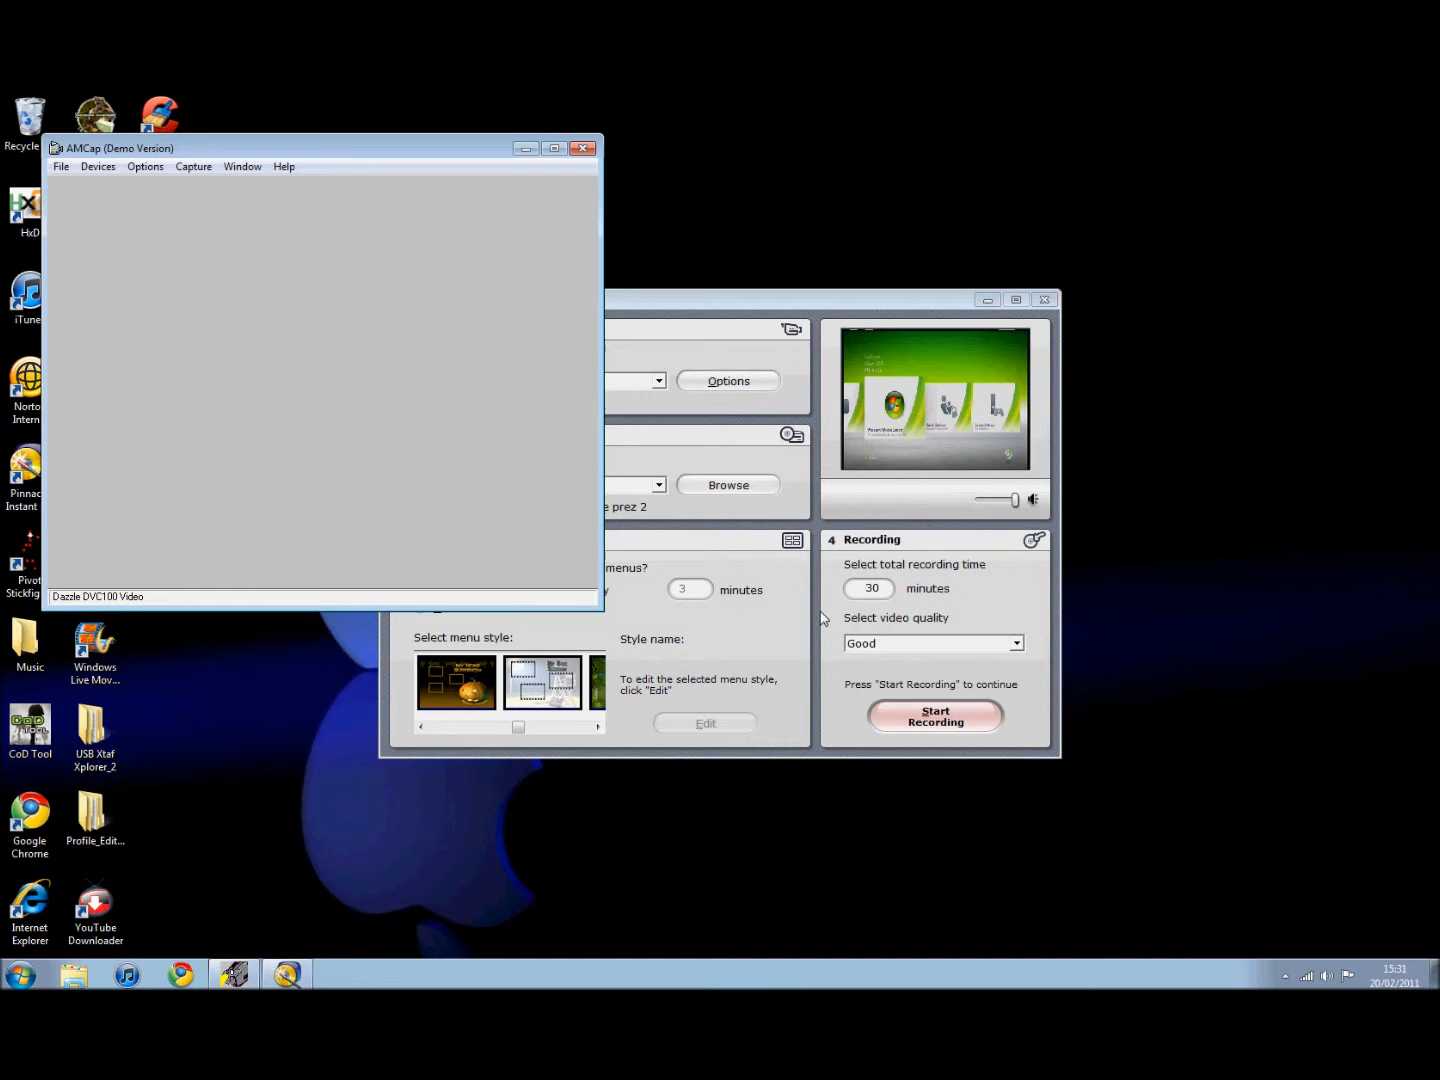 Recycle
AMCap (Demo Version)
File Devices Options Capture Window Help
HxD
iTune
Norto
Intern
Pinnac
Instant
Pivot
Stickfig
Dazzle DVC100 Video
Music
Windows
Live Mov...
CoD Tool
USB Xtaf
Xplorer_2
Google
Chrome
Profile_Edit...
Internet
Explorer
YouTube
Downloader
Options
Browse
e prez 2
menus?
3 minutes
Select menu style:
Style name:
To edit the selected menu style,
click "Edit"
Edit
4 Recording
Select total recording time
30 minutes
Select video quality
Good
Press "Start Recording" to continue
Start
Recording
15:31
20/02/2011